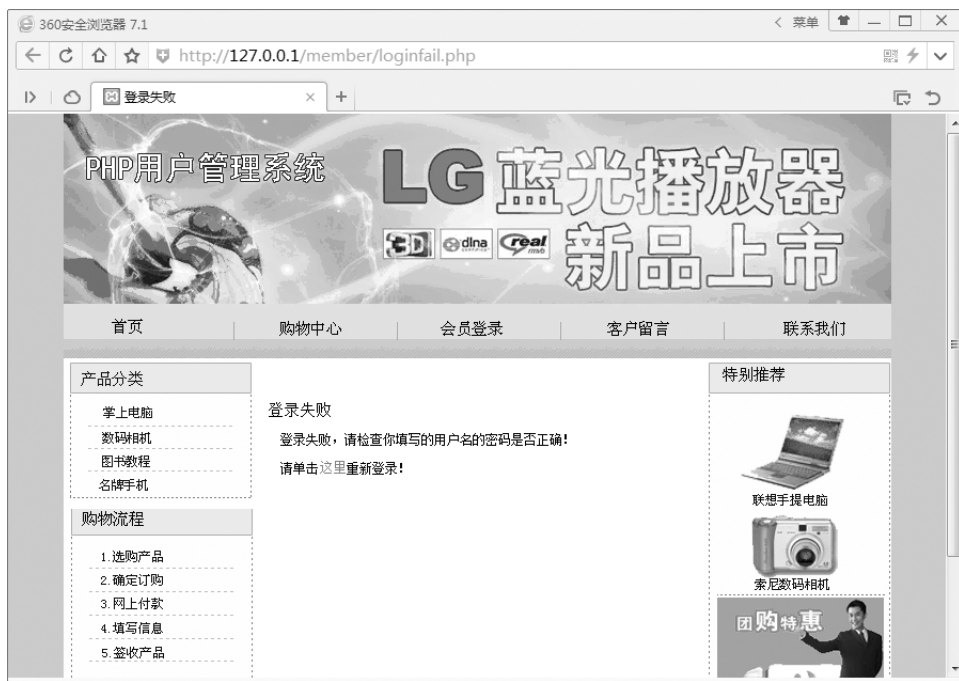 360安全浏览器 7.1
菜单
http://127.0.0.1/member/loginfail.php
登录失败
PHP用户管理系统
LG 蓝光播放器
3D dlna real
新品上市
首页 购物中心 会员登录 客户留言 联系我们
产品分类
掌上电脑
数码相机
图书教程
名牌手机
购物流程
1.选购产品
2.确定订购
3.网上付款
4.填写信息
5.签收产品
登录失败
登录失败，请检查你填写的用户名的密码是否正确！
请单击这里重新登录！
特别推荐
联想手提电脑
索尼数码相机
团购特惠